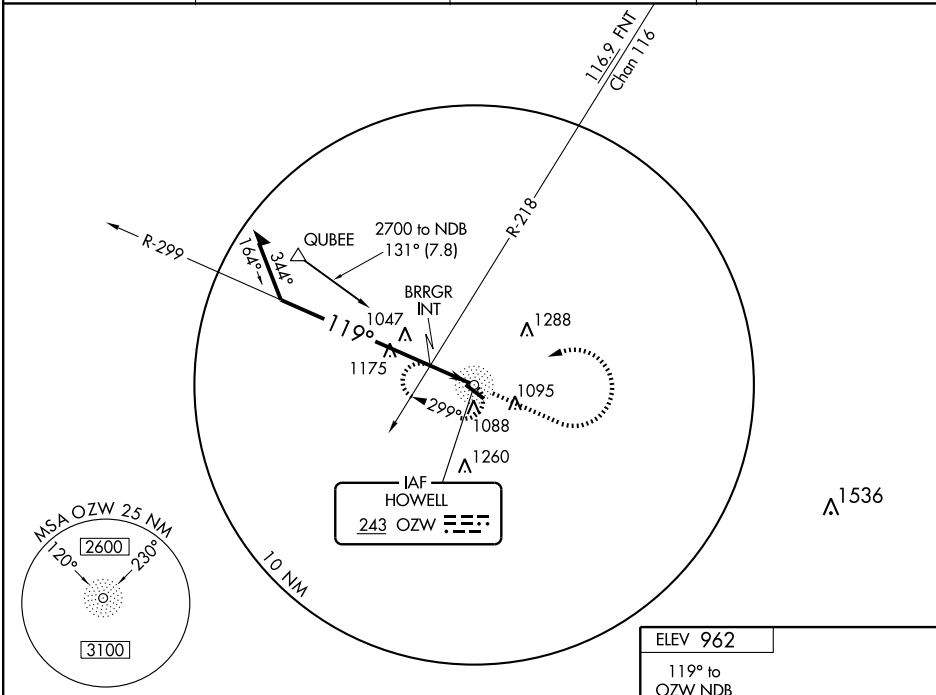 116.9 FNT
Chan 116
R-218
R-299
344°
164°
QUBEE
2700 to NDB
131° (7.8)
BRRGR
INT
119°
1047
1175
1288
1095
299°
1088
1260
IAF
HOWELL
243 OZW
1536
MSA OZW 25 NM
2600
120°
230°
3100
10 NM
ELEV 962
119° to
OZW NDB